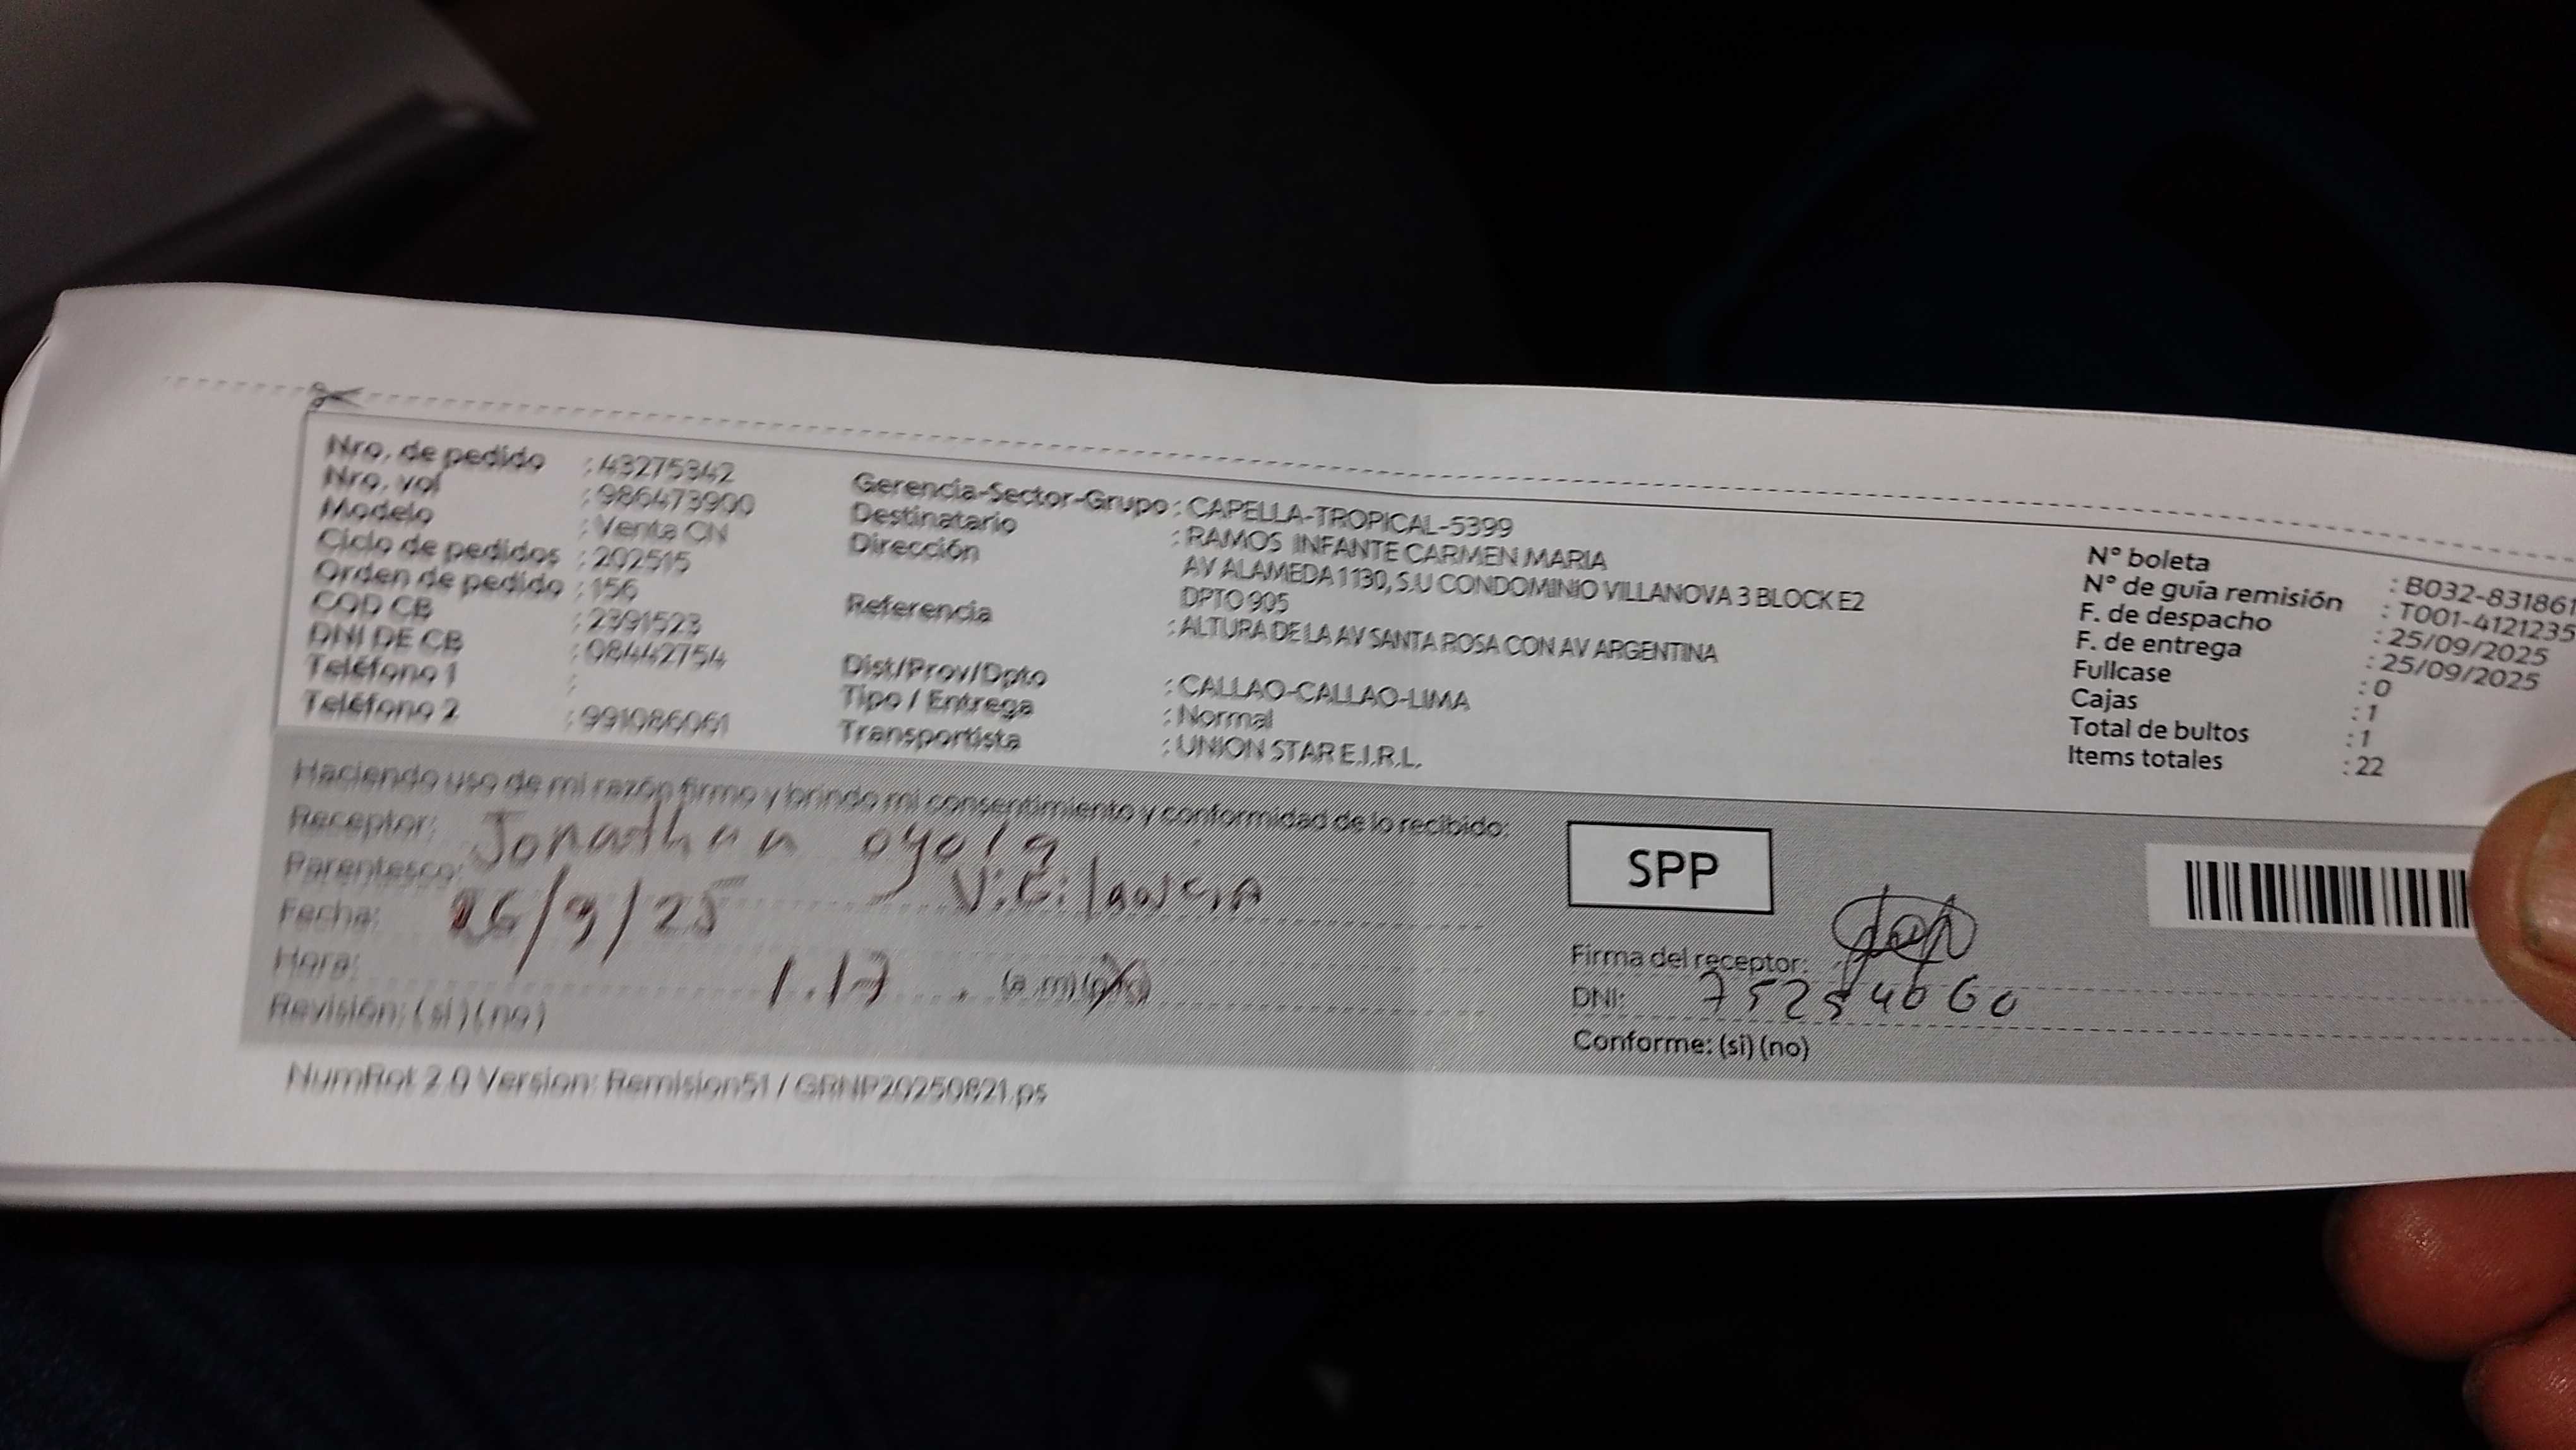 Nro. de pedido : 43275342
Nro. vol : 986473900
Modelo : Venta CN
Ciclo de pedidos : 202515
Orden de pedido : 156
COD CB : 2391523
DNI DE CB : 08442754
Teléfono 1 :
Teléfono 2 : 991086061
Gerencia-Sector-Grupo : CAPELLA-TROPICAL-5399
Destinatario : RAMOS INFANTE CARMEN MARIA
Dirección AV ALAMEDA 1130, S.U CONDOMINIO VILLANOVA 3 BLOCK E2
DPTO 905
Referencia : ALTURA DE LA AV SANTA ROSA CON AV ARGENTINA
Dist/Prov/Dpto : CALLAO-CALLAO-LIMA
Tipo / Entrega : Normal
Transportista : UNION STAR E.I.R.L.
N° boleta : B032-831861
N° de guía remisión : T001-4121235
F. de despacho : 25/09/2025
F. de entrega : 25/09/2025
Fullcase : 0
Cajas : 1
Total de bultos : 1
Items totales : 22
Haciendo uso de mi razón firmo y brindo mi consentimiento y conformidad de lo recibido:
Receptor: Jonathan oyola
Parentesco: Vigilancia
Fecha: 26/9/25
Hora: 1.17 (a.m)
Revisión: (si) (no)
SPP
Firma del receptor:
DNI: 75254060
Conforme: (si) (no)
NumRot 2.0 Version: Remision51 / GRNP20250821.ps